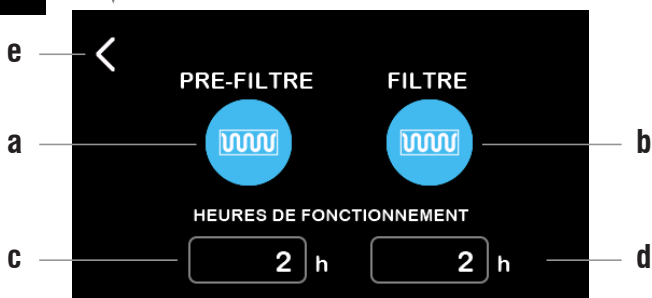 e
PRE-FILTRE FILTRE
a b
HEURES DE FONCTIONNEMENT
c 2 h 2 h d